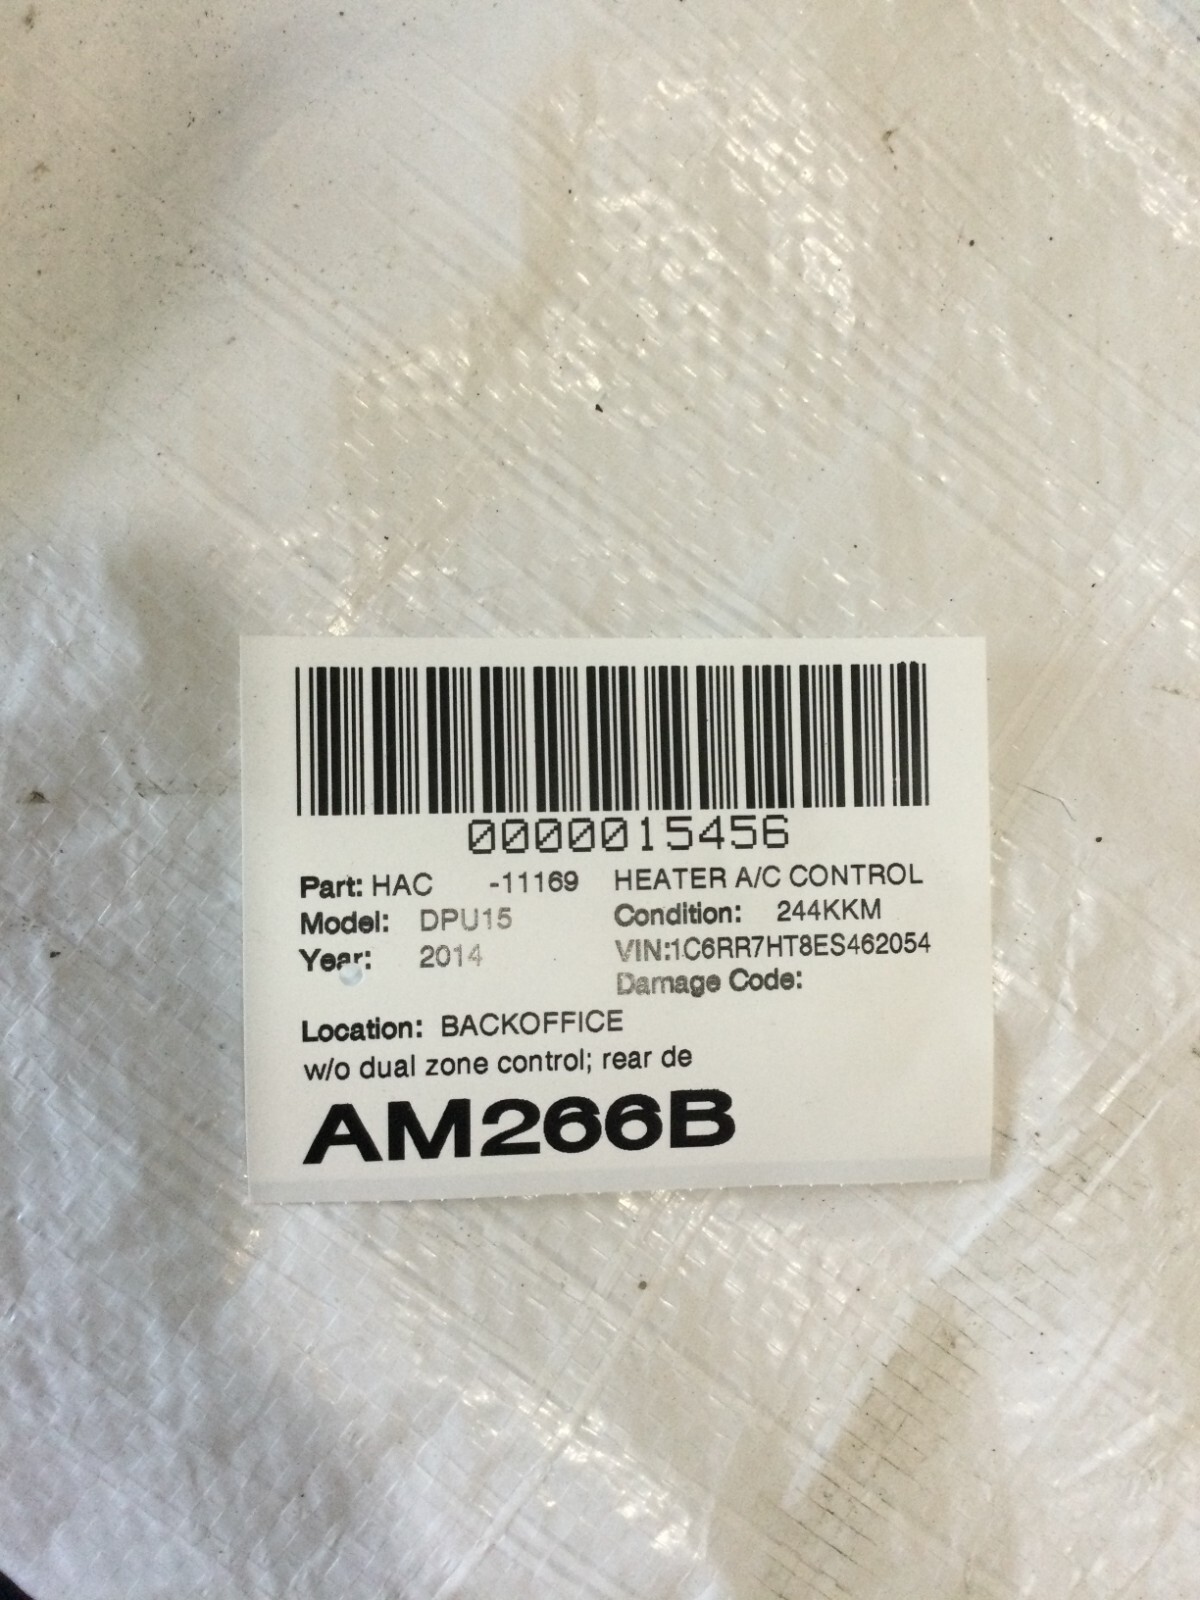 0000015456
Part: HAC -11169 HEATER A/C CONTROL
Model: DPU15 Condition: 244KKM
Year: 2014 VIN:1C6RR7HT8ES462054
Damage Code:
Location: BACKOFFICE
w/o dual zone control; rear de
AM266B